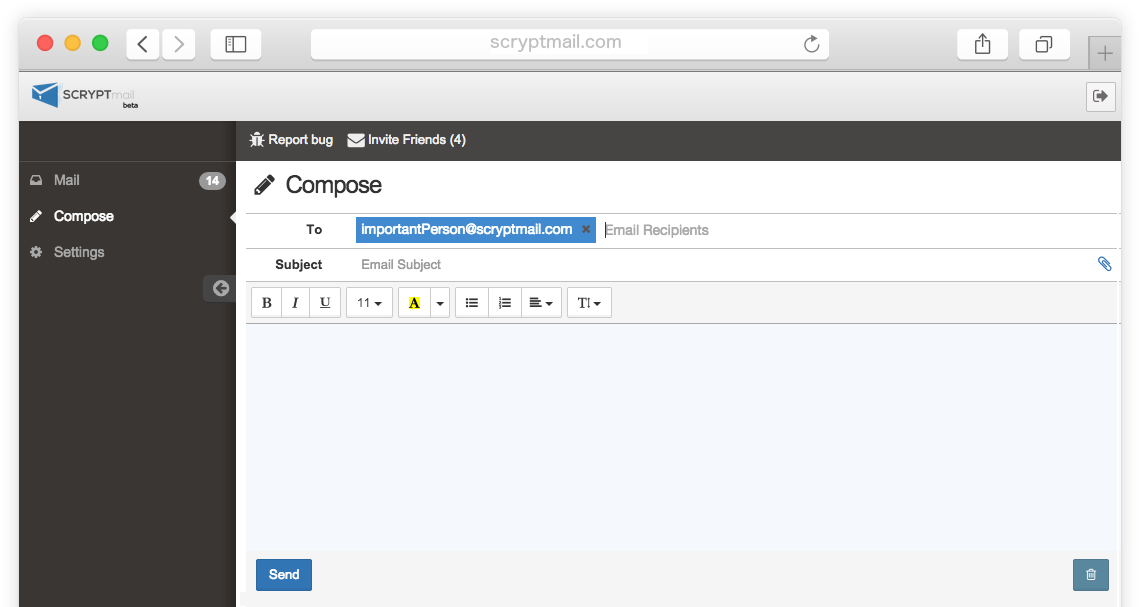 scryptmail.com
SCRYPTmail
beta
Report bug Invite Friends (4)
Mail 14
Compose
Settings
Compose
To importantPerson@scryptmail.com × Email Recipients
Subject Email Subject
B I U 11 A T!
Send